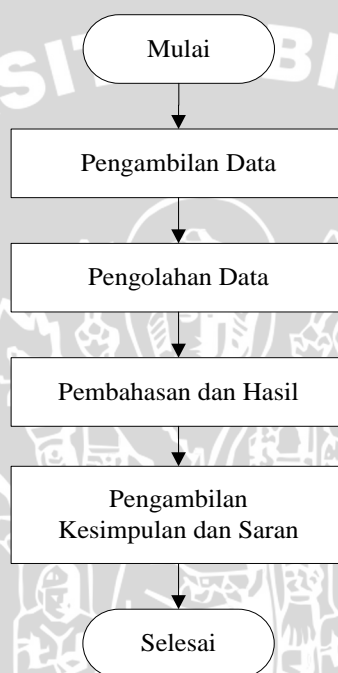 Mulai
Pengambilan Data
Pengolahan Data
Pembahasan dan Hasil
Pengambilan
Kesimpulan dan Saran
Selesai